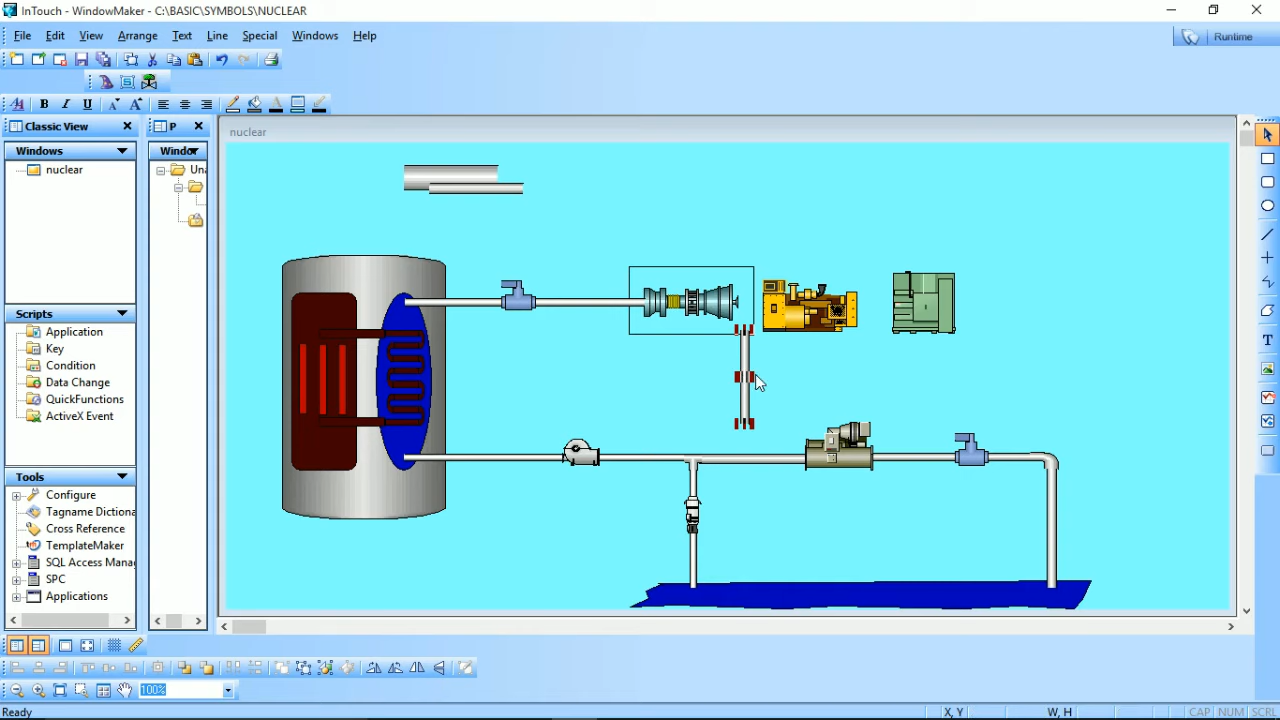 InTouch - WindowMaker - C:\BASIC\SYMBOLS\NUCLEAR
File Edit View Arrange Text Line Special Windows Help
Runtime
B I U
Classic View
P
nuclear
Windows
nuclear
Una
Scripts
Application
Key
Condition
Data Change
QuickFunctions
ActiveX Event
Tools
Configure
Tagname Dictiona
Cross Reference
TemplateMaker
SQL Access Mana
SPC
Applications
T
100%
Ready
X, Y
W, H
CAP NUM SCRL